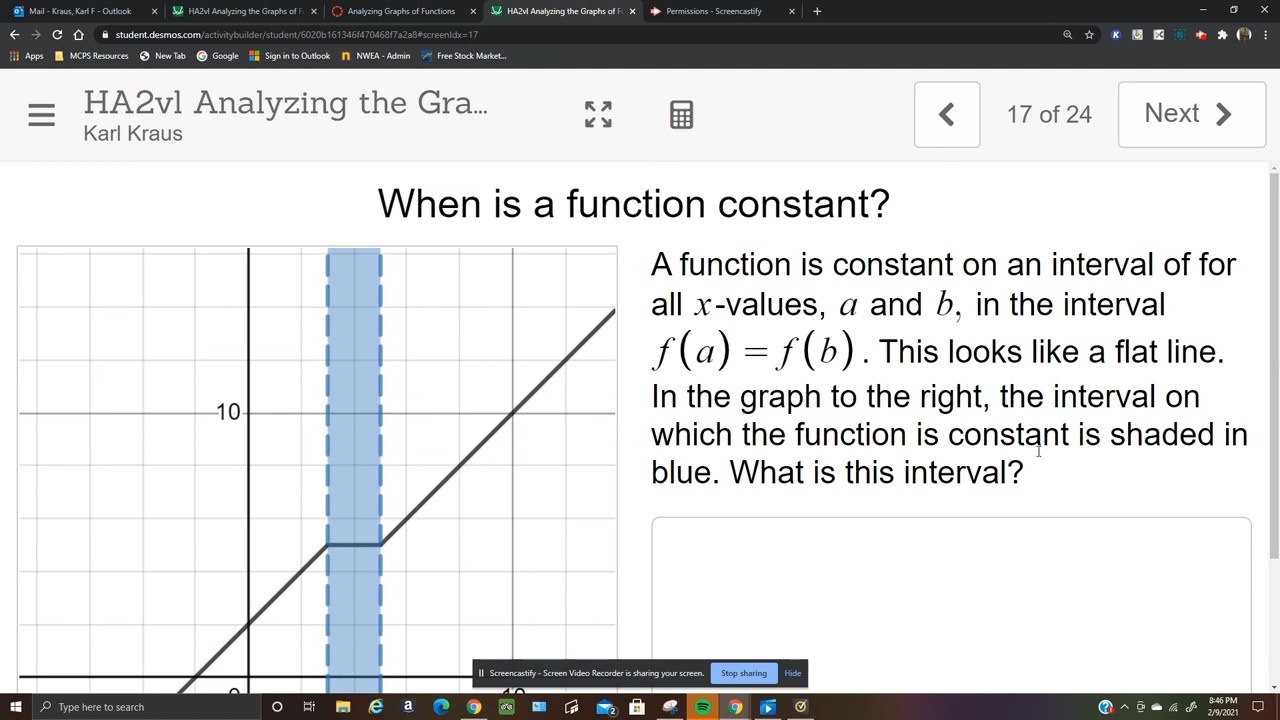 Mail - Kraus, Karl F - Outlook
HA2vl Analyzing the Graphs of F
Analyzing Graphs of Functions
HA2vl Analyzing the Graphs of F
Permissions - Screencastify
student.desmos.com/activitybuilder/student/6020b161346f470468f7a2a8#screenIdx=17
Apps
MCPS Resources
New Tab
Google
Sign in to Outlook
NWEA - Admin
Free Stock Market...
HA2vl Analyzing the Gra...
Karl Kraus
17 of 24
Next
When is a function constant?
A function is constant on an interval of for
all x-values, a and b, in the interval
f(a) = f(b). This looks like a flat line.
In the graph to the right, the interval on
which the function is constant is shaded in
blue. What is this interval?
10
Screencastify - Screen Video Recorder is sharing your screen.
Stop sharing
Hide
Type here to search
8:46 PM
2/9/2021